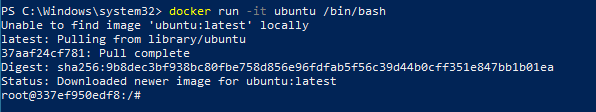 PS C:\Windows\system32> docker run -it ubuntu /bin/bash
Unable to find image 'ubuntu:latest' locally
latest: Pulling from library/ubuntu
37aaf24cf781: Pull complete
Digest: sha256:9b8dec3bf938bc80fbe758d856e96fdfab5f56c39d44b0cff351e847bb1b01ea
Status: Downloaded newer image for ubuntu:latest
root@337ef950edf8:/#